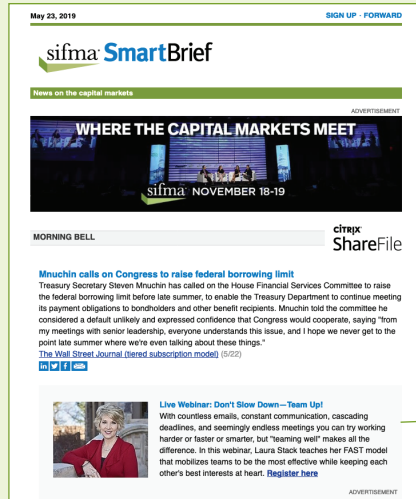 May 23, 2019
SIGN UP - FORWARD
sifma SmartBrief
News on the capital markets
ADVERTISEMENT
WHERE THE CAPITAL MARKETS MEET
sifma NOVEMBER 18-19
MORNING BELL
CITRIX
ShareFile
Mnuchin calls on Congress to raise federal borrowing limit
Treasury Secretary Steven Mnuchin has called on the House Financial Services Committee to raise
the federal borrowing limit before late summer, to enable the Treasury Department to continue meeting
its payment obligations to bondholders and other benefit recipients. Mnuchin told the committee he
considered a default unlikely and expressed confidence that Congress would cooperate, saying "from
my meetings with senior leadership, everyone understands this issue, and I hope we never get to the
point late summer where we're even talking about these things."
The Wall Street Journal (tiered subscription model) (5/22)
Live Webinar: Don't Slow Down—Team Up!
With countless emails, constant communication, cascading
deadlines, and seemingly endless meetings you can try working
harder or faster or smarter, but "teaming well" makes all the
difference. In this webinar, Laura Stack teaches her FAST model
that mobilizes teams to be the most effective while keeping each
other's best interests at heart. Register here
ADVERTISEMENT